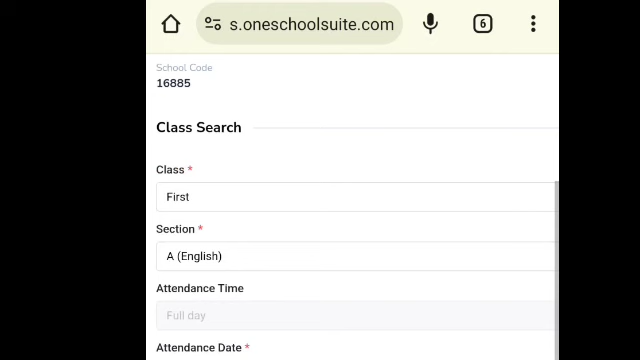 s.oneschoolsuite.com
6
School Code
16885
Class Search
Class *
First
Section *
A (English)
Attendance Time
Full day
Attendance Date *